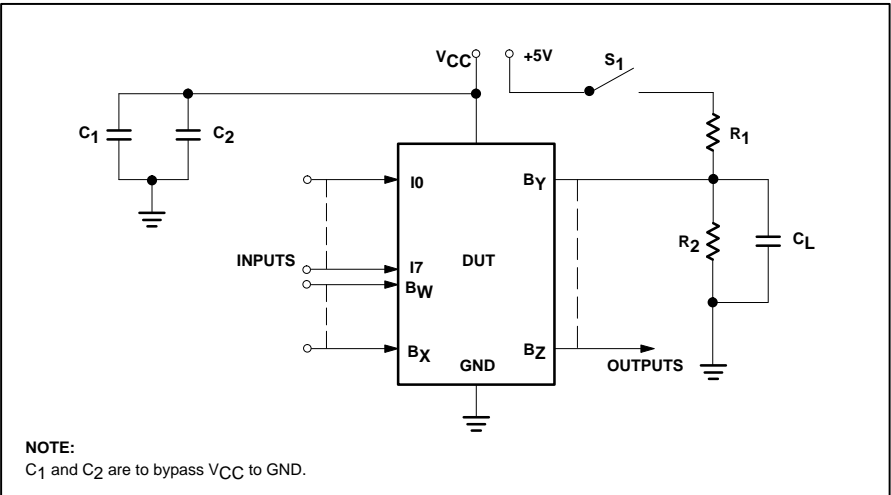 VCC
+5V
S1
C1
C2
R1
I0
BY
R2
CL
INPUTS
I7
DUT
BW
BX
BZ
GND
OUTPUTS
NOTE:
C1 and C2 are to bypass VCC to GND.